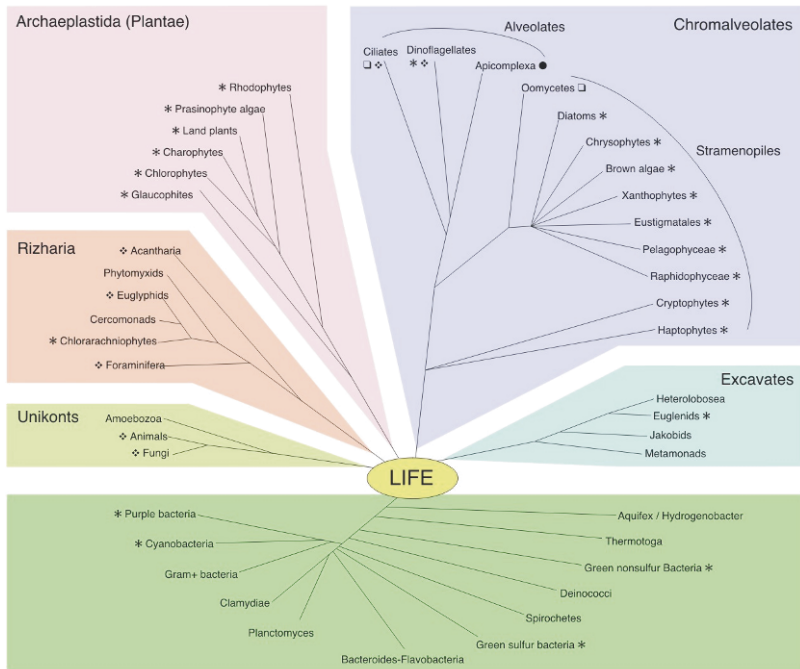 Archaeplastida (Plantae)
* Rhodophytes
* Prasinophyte algae
* Land plants
* Charophytes
* Chlorophytes
* Glaucophites
Rizharia
❖ Acantharia
Phytomyxids
❖ Euglyphids
Cercomonads
* Chlorarachniophytes
❖ Foraminifera
Unikonts
Amoebozoa
❖ Animals
❖ Fungi
Alveolates
Chromalveolates
Ciliates
❑ ❖
Dinoflagellates
* ❖
Apicomplexa ●
Oomycetes ❑
Diatoms *
Chrysophytes *
Stramenopiles
Brown algae *
Xanthophytes *
Eustigmatales *
Pelagophyceae *
Raphidophyceae *
Cryptophytes *
Haptophytes *
Excavates
Heterolobosea
Euglenids *
Jakobids
Metamonads
LIFE
* Purple bacteria
* Cyanobacteria
Gram+ bacteria
Clamydiae
Planctomyces
Bacteroides-Flavobacteria
Green sulfur bacteria *
Spirochetes
Deinococci
Green nonsulfur Bacteria *
Thermotoga
Aquifex / Hydrogenobacter